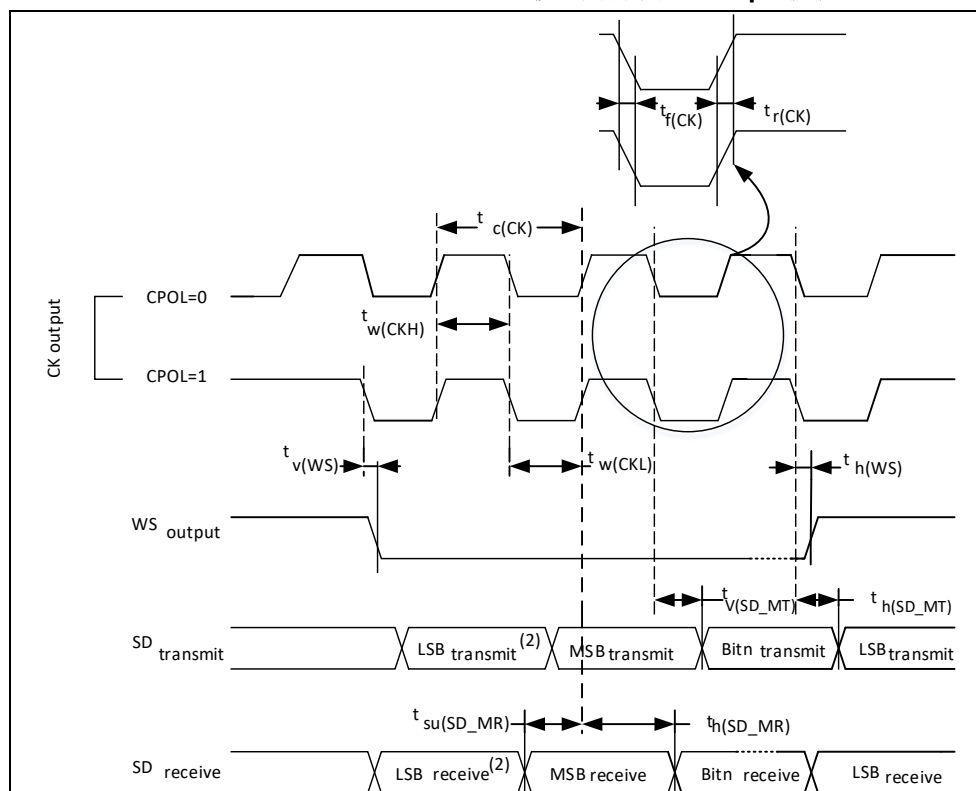 t f(CK)
t r(CK)
t c(CK)
CK output
CPOL=0
t w(CKH)
CPOL=1
t v(WS)
t w(CKL)
t h(WS)
WS output
t V(SD_MT)
t h(SD_MT)
SD transmit
LSB transmit(2)
MSB transmit
Bitn transmit
LSB transmit
t su(SD_MR)
t h(SD_MR)
SD receive
LSB receive(2)
MSB receive
Bitn receive
LSB receive